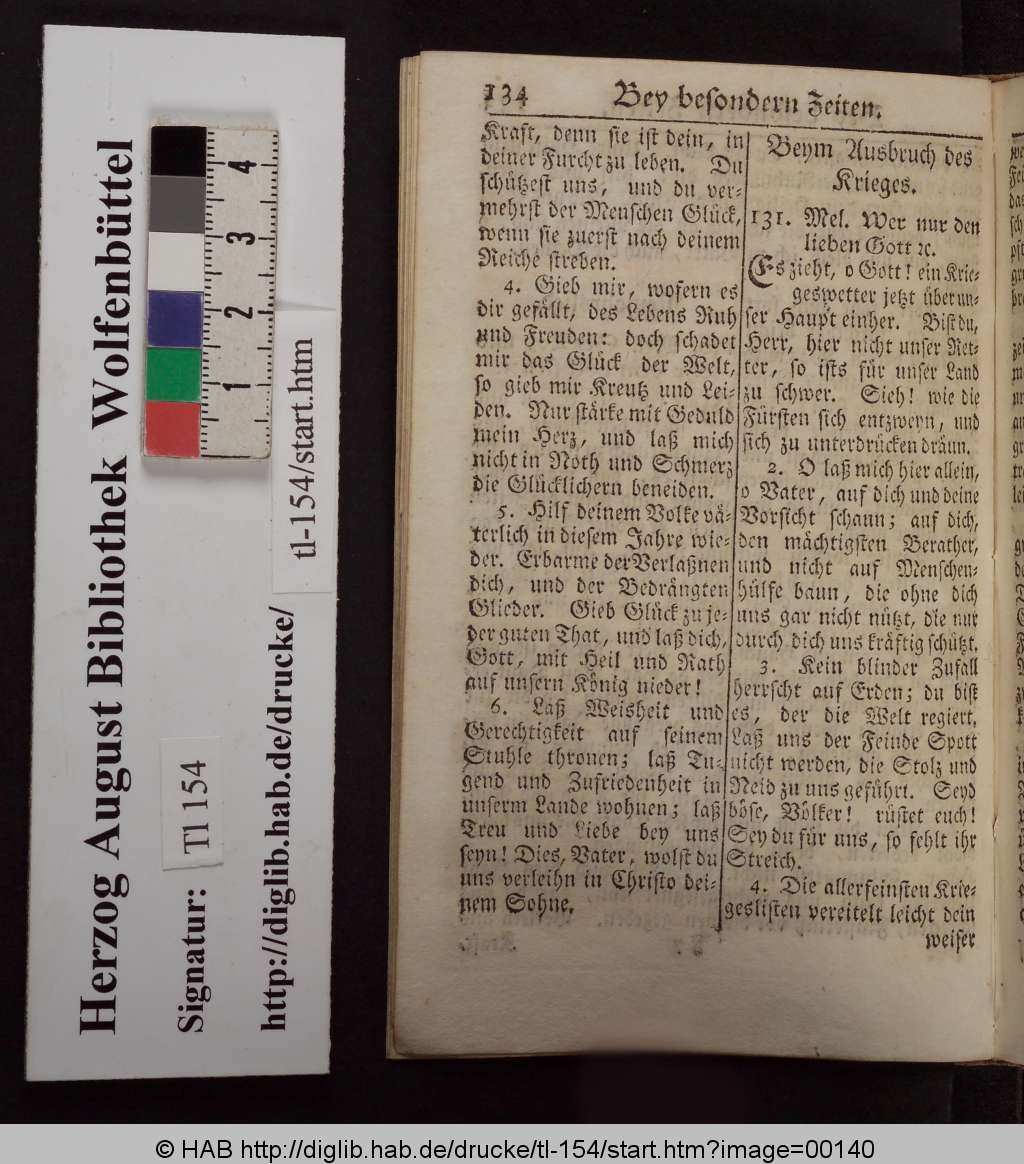 134 Bey besondern Zeiten.
Kraft, denn sie ist dein, in
deiner Furcht zu leben. Du
schützest uns, und du ver-
mehrst der Menschen Glück,
wenn sie zuerst nach deinem
Reiche streben.
4. Gieb mir, wofern es
dir gefällt, des Lebens Ruh
und Freuden: doch schadet
mir das Glück der Welt,
so gieb mir Kreutz und Lei-
den. Nur stärke mit Geduld
mein Herz, und laß mich
nicht in Noth und Schmerz
die Glücklichern beneiden.
5. Hilf deinem Volke vä-
terlich in diesem Jahre wie-
der. Erbarme der Verlaßnen
dich, und der Bedrängten
Glieder. Gieb Glück zu je-
der guten That, und laß dich,
Gott, mit Heil und Rath
auf unsern König nieder!
6. Laß Weisheit und
Gerechtigkeit auf seinem
Stuhle thronen; laß Tu-
gend und Zufriedenheit in
unserm Lande wohnen; laß
Treu und Liebe bey uns
seyn! Dies, Vater, wolst du
uns verleihn in Christo dei-
nem Sohne.
Beym Ausbruch des
Krieges.
131. Mel. Wer nur den
lieben Gott ꝛc.
Es zieht, o Gott! ein Krie-
geswetter jetzt über un-
ser Haupt einher. Bist du,
Herr, hier nicht unser Ret-
ter, so ists für unser Land
zu schwer. Sieh! wie die
Fürsten sich entzweyn, und
sich zu unterdrücken dräun.
2. O laß mich hier allein,
o Vater, auf dich und deine
Vorsicht schaun; auf dich,
den mächtigsten Berather,
und nicht auf Menschen-
hülfe baun, die ohne dich
uns gar nicht nützt, die nur
durch dich uns kräftig schützt.
3. Kein blinder Zufall
herrscht auf Erden; du bist
es, der die Welt regiert.
Laß uns der Feinde Spott
nicht werden, die Stolz und
Neid zu uns geführt. Seyd
böse, Völker! rüstet euch!
Sey du für uns, so fehlt ihr
Streich.
4. Die allerfeinsten Krie-
geslisten vereitelt leicht dein
weiser
Herzog August Bibliothek Wolfenbüttel
Signatur: Tl 154
http://diglib.hab.de/drucke/ tl-154/start.htm
1 2 3 4
© HAB http://diglib.hab.de/drucke/tl-154/start.htm?image=00140